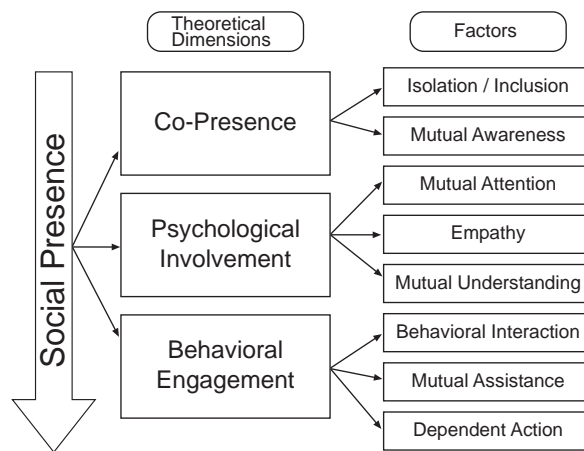 Theoretical
Dimensions
Factors
Social Presence
Co-Presence
Isolation / Inclusion
Mutual Awareness
Psychological
Involvement
Mutual Attention
Empathy
Mutual Understanding
Behavioral
Engagement
Behavioral Interaction
Mutual Assistance
Dependent Action